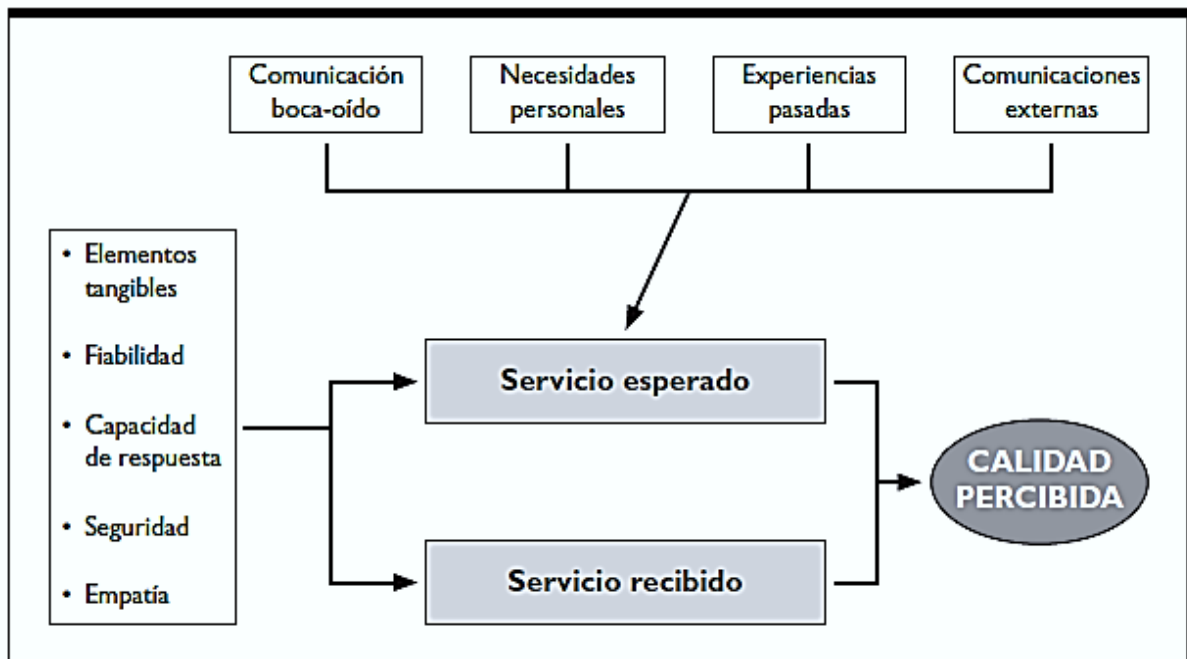 Comunicación
boca-oído
Necesidades
personales
Experiencias
pasadas
Comunicaciones
externas
• Elementos
tangibles
• Fiabilidad
• Capacidad
de respuesta
• Seguridad
• Empatía
Servicio esperado
Servicio recibido
CALIDAD
PERCIBIDA